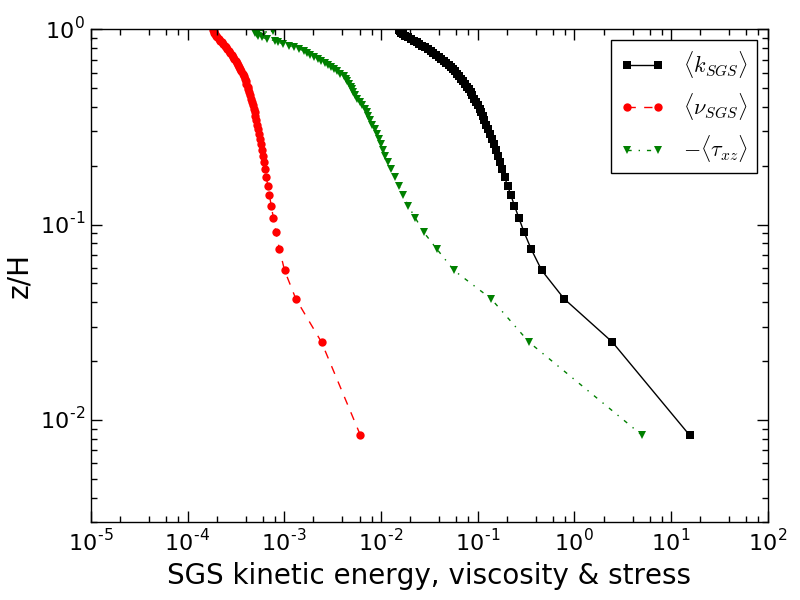 10^0
10^-1
10^-2
z/H
⟨k_SGS⟩
⟨ν_SGS⟩
−⟨τ_xz⟩
10^-5 10^-4 10^-3 10^-2 10^-1 10^0 10^1 10^2
SGS kinetic energy, viscosity & stress